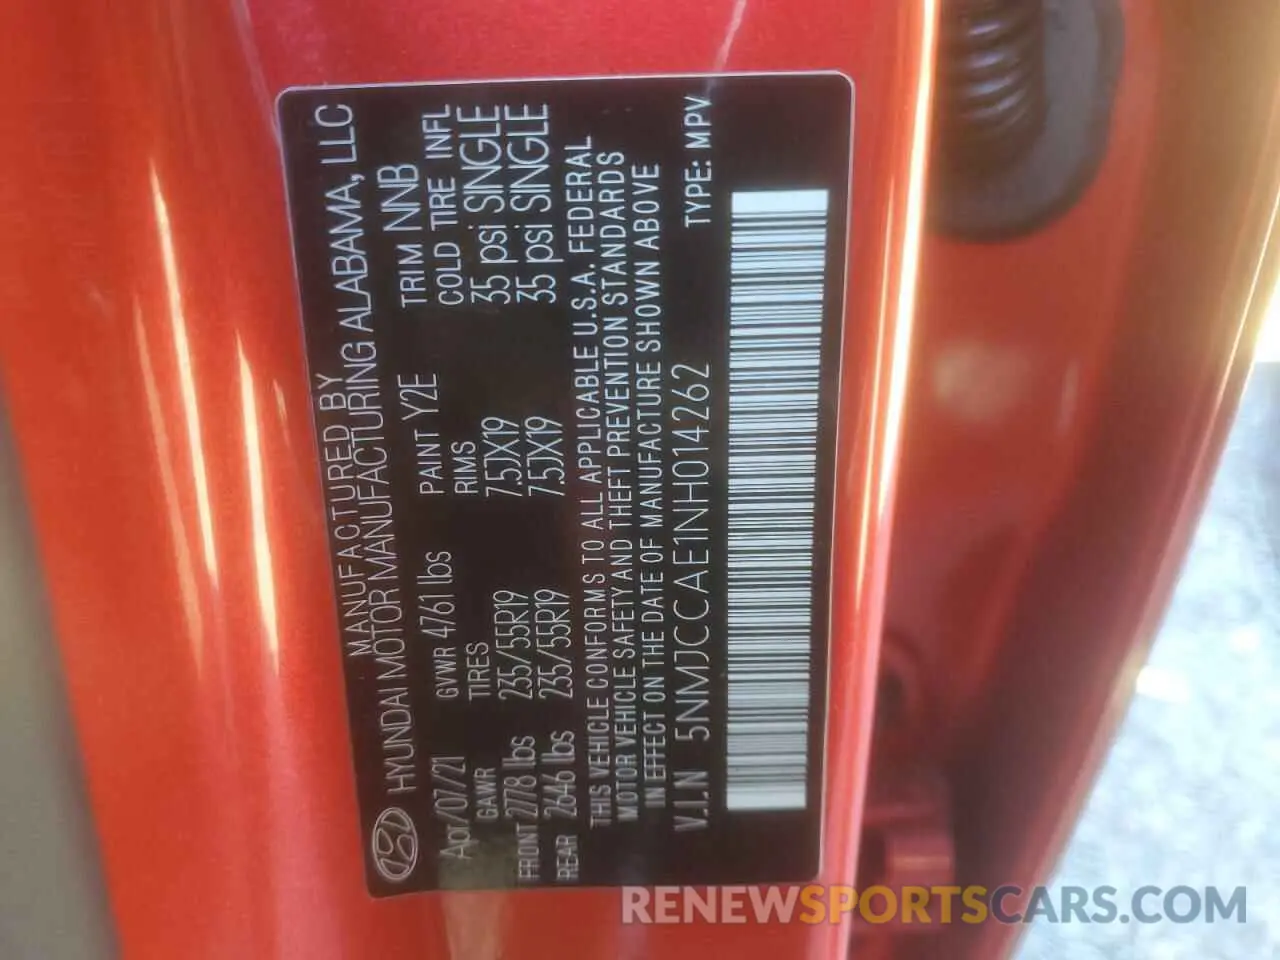 MANUFACTURED BY
HYUNDAI MOTOR MANUFACTURING ALABAMA, LLC
Apr/07/21 GVWR 4761 lbs PAINT Y2E TRIM NNB
GAWR TIRES RIMS COLD TIRE INFL
FRONT 2778 lbs 235/55R19 7.5JX19 35 psi SINGLE
REAR 2646 lbs 235/55R19 7.5JX19 35 psi SINGLE
THIS VEHICLE CONFORMS TO ALL APPLICABLE U.S.A. FEDERAL
MOTOR VEHICLE SAFETY AND THEFT PREVENTION STANDARDS
IN EFFECT ON THE DATE OF MANUFACTURE SHOWN ABOVE
V.I.N 5NMJCCAE1NH014262 TYPE: MPV
RENEWSPORTSCARS.COM